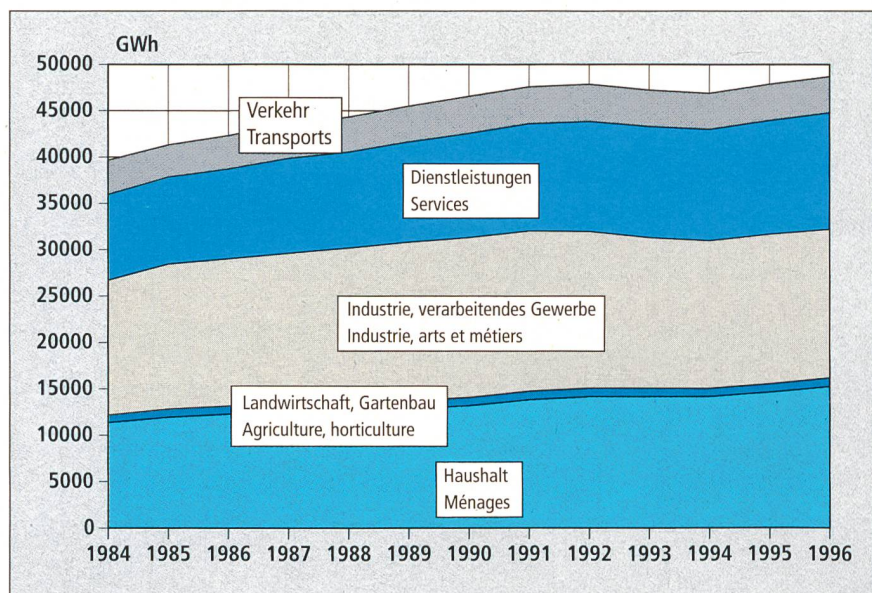 GWh
50000
45000
40000
35000
30000
25000
20000
15000
10000
5000
0
Verkehr
Transports
Dienstleistungen
Services
Industrie, verarbeitendes Gewerbe
Industrie, arts et métiers
Landwirtschaft, Gartenbau
Agriculture, horticulture
Haushalt
Ménages
1984 1985 1986 1987 1988 1989 1990 1991 1992 1993 1994 1995 1996